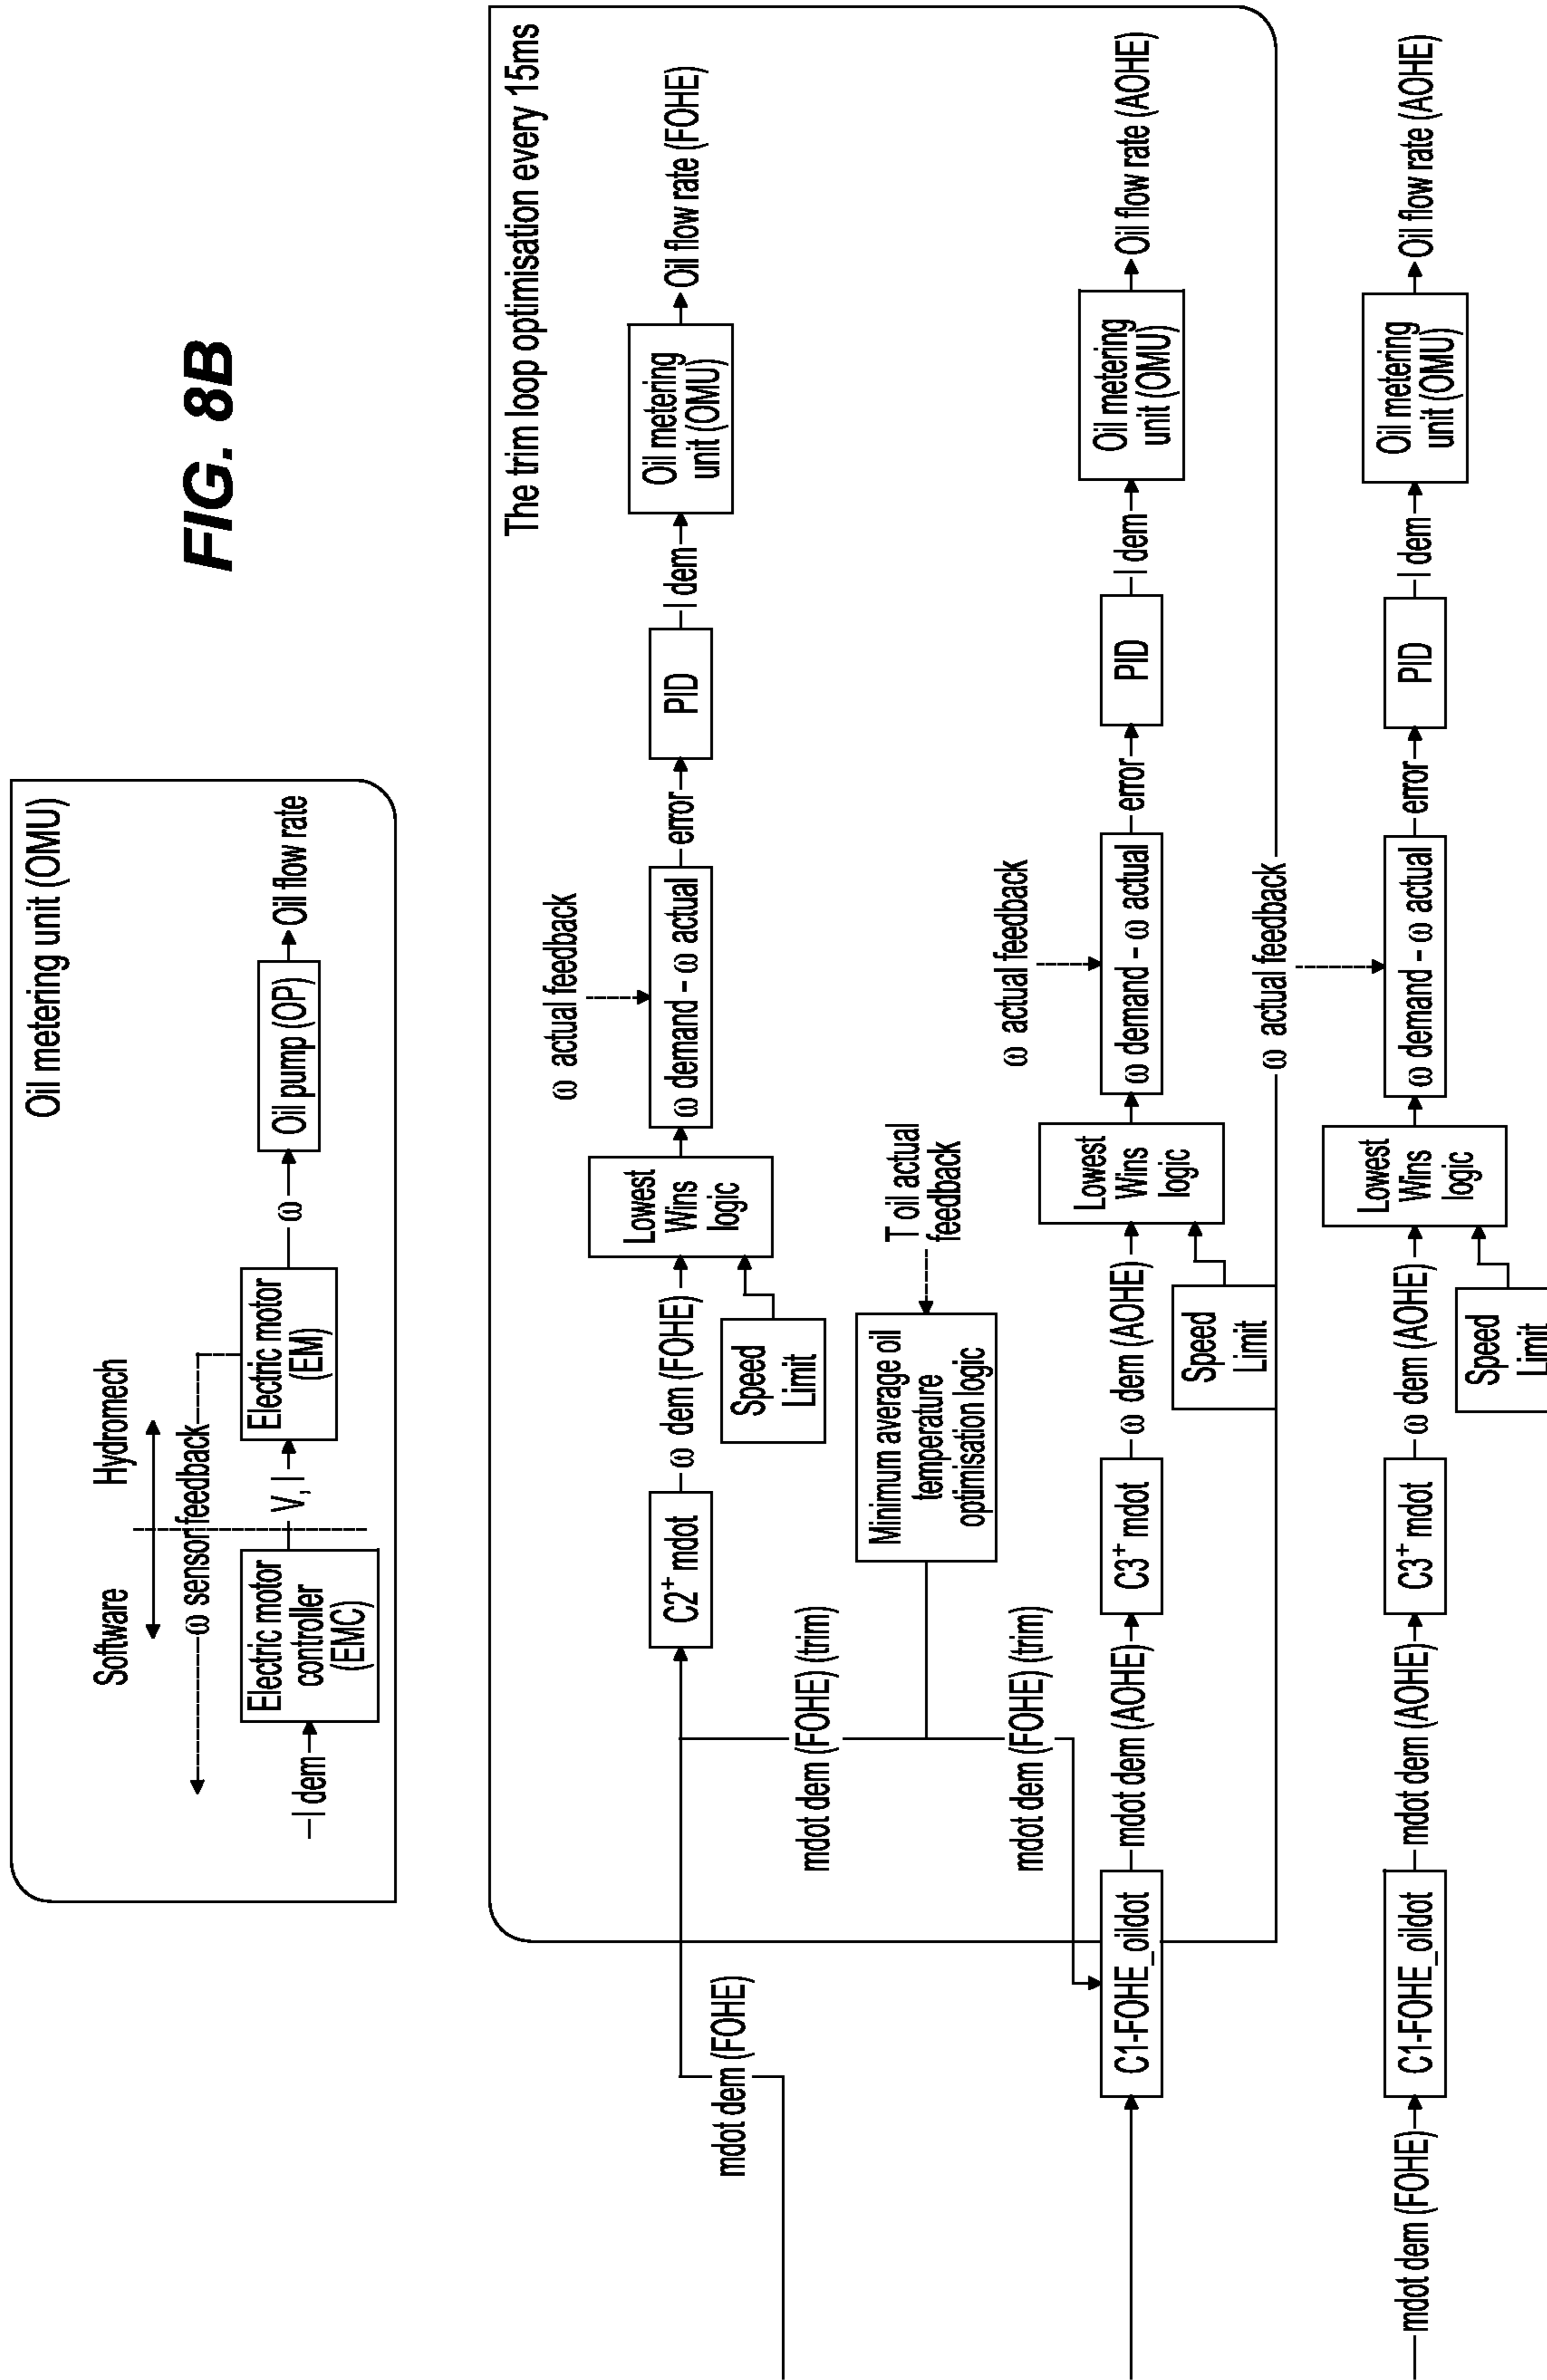 FIG. 8B
Oil metering unit (OMU)
Software
Hydromech
ω sensor feedback
I dem
Electric motor
controller
(EMC)
V, I
Electric motor
(EM)
ω
Oil pump (OP)
Oil flow rate
The trim loop optimisation every 15ms
mdot dem (FOHE)
C2+ mdot
ω dem (FOHE)
Speed
Limit
Lowest
Wins
logic
ω actual feedback
ω demand - ω actual
error
PID
I dem
Oil metering
unit (OMU)
Oil flow rate (FOHE)
mdot dem (FOHE) (trim)
Minimum average oil
temperature
optimisation logic
T oil actual
feedback
mdot dem (FOHE) (trim)
C1-FOHE_oildot
mdot dem (AOHE)
C3+ mdot
ω dem (AOHE)
Speed
Limit
Lowest
Wins
logic
ω actual feedback
ω demand - ω actual
error
PID
I dem
Oil metering
unit (OMU)
Oil flow rate (AOHE)
mdot dem (FOHE)
C1-FOHE_oildot
mdot dem (AOHE)
C3+ mdot
ω dem (AOHE)
Speed
Limit
Lowest
Wins
logic
ω actual feedback
ω demand - ω actual
error
PID
I dem
Oil metering
unit (OMU)
Oil flow rate (AOHE)